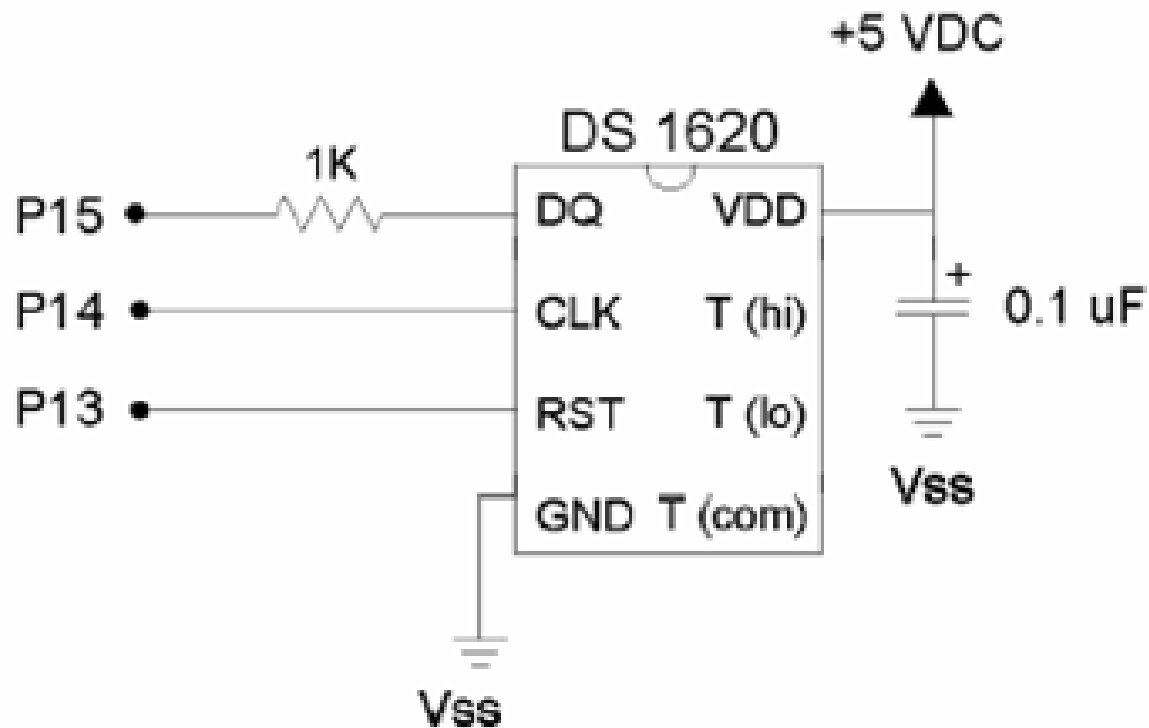 +5 VDC
DS 1620
1K
P15
DQ VDD
P14
CLK T (hi)
+
0.1 uF
P13
RST T (lo)
Vss
GND T (com)
Vss